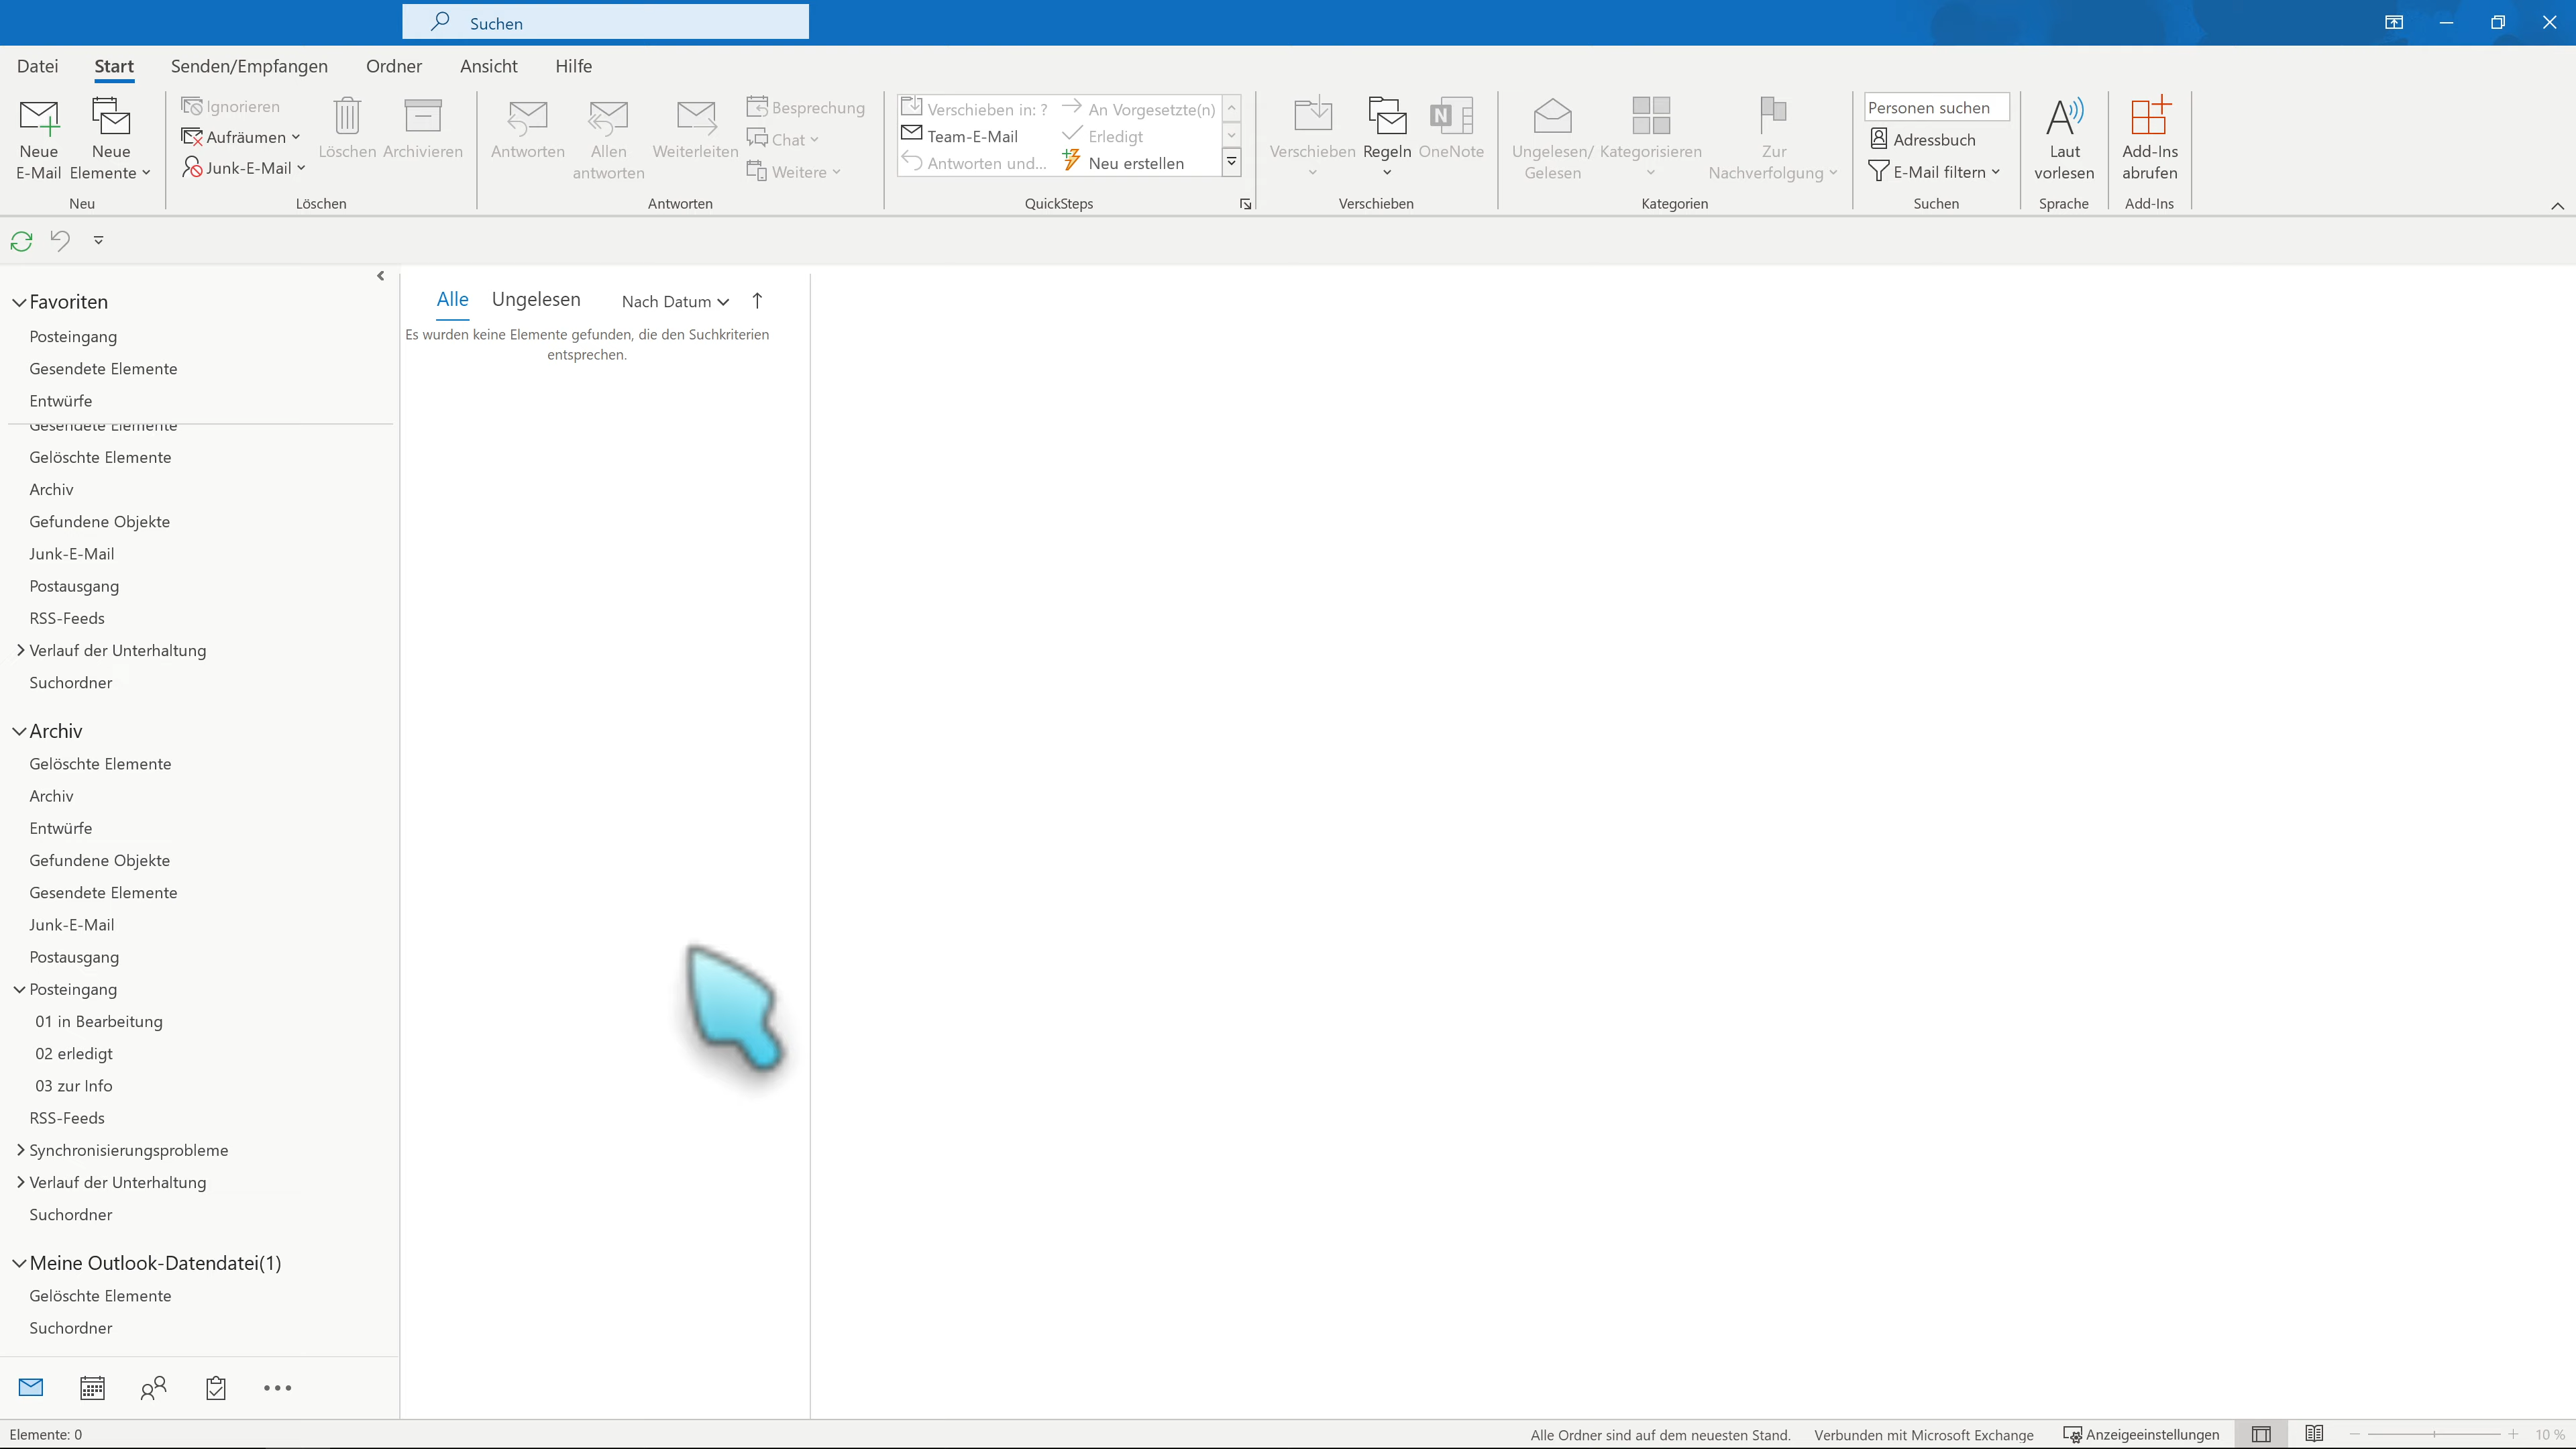 Suchen
Datei Start Senden/Empfangen Ordner Ansicht Hilfe
Neue E-Mail
Neue Elemente
Neu
Ignorieren
Aufräumen
Junk-E-Mail
Löschen
Archivieren
Löschen
Antworten
Allen antworten
Weiterleiten
Besprechung
Chat
Weitere
Antworten
Verschieben in: ?
Team-E-Mail
Antworten und...
An Vorgesetzte(n)
Erledigt
Neu erstellen
QuickSteps
Verschieben
Regeln
OneNote
Verschieben
Ungelesen/ Gelesen
Kategorisieren
Zur Nachverfolgung
Kategorien
Personen suchen
Adressbuch
E-Mail filtern
Suchen
Laut vorlesen
Sprache
Add-Ins abrufen
Add-Ins
Favoriten
Posteingang
Gesendete Elemente
Entwürfe
Gesendete Elemente
Gelöschte Elemente
Archiv
Gefundene Objekte
Junk-E-Mail
Postausgang
RSS-Feeds
Verlauf der Unterhaltung
Suchordner
Archiv
Gelöschte Elemente
Archiv
Entwürfe
Gefundene Objekte
Gesendete Elemente
Junk-E-Mail
Postausgang
Posteingang
01 in Bearbeitung
02 erledigt
03 zur Info
RSS-Feeds
Synchronisierungsprobleme
Verlauf der Unterhaltung
Suchordner
Meine Outlook-Datendatei(1)
Gelöschte Elemente
Suchordner
Alle Ungelesen Nach Datum
Es wurden keine Elemente gefunden, die den Suchkriterien
entsprechen.
Elemente: 0
Alle Ordner sind auf dem neuesten Stand. Verbunden mit Microsoft Exchange Anzeigeeinstellungen 10 %